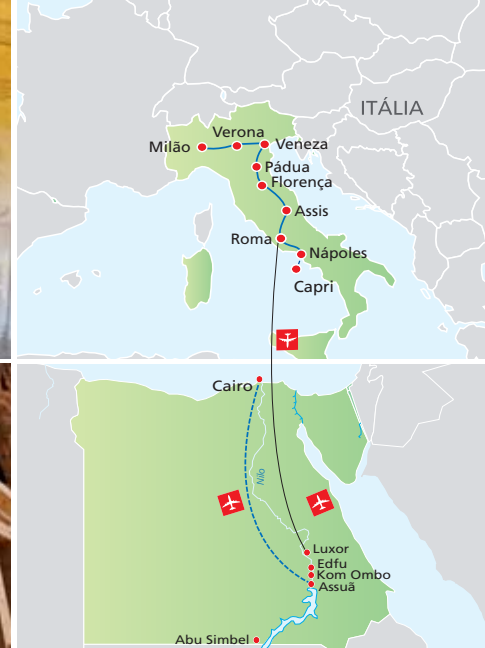 ITÁLIA
Verona
Milão
Veneza
Pádua
Florença
Assis
Roma
Nápoles
Capri
Cairo
Nilo
Luxor
Edfu
Kom Ombo
Assuã
Abu Simbel